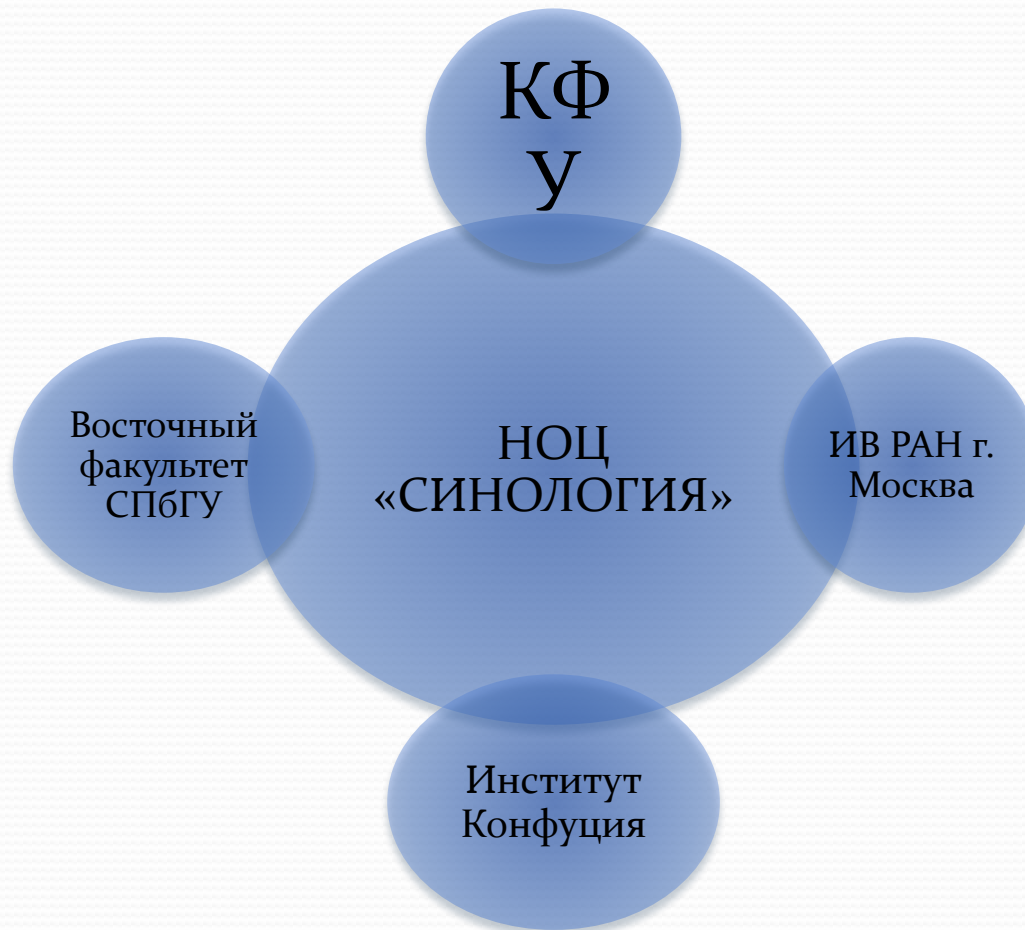 КФ
У
Восточный
факультет
СПбГУ
НОЦ
«СИНОЛОГИЯ»
ИВ РАН г.
Москва
Институт
Конфуция